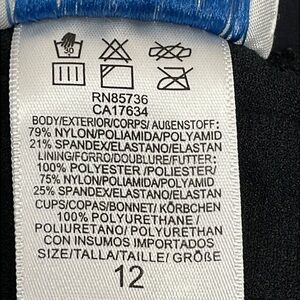 30
RN85736
CA17634
BODY/EXTERIOR/CORPS/ AUßENSTOFF:
79% NYLON/POLIAMIDA/POLYAMID
21% SPANDEX/ELASTANO/ELASTAN
LINING/FORRO/DOUBLURE/FUTTER:
100% POLYESTER /POLIESTER/
75% NYLON/POLIAMIDA/POLYAMID
25% SPANDEX/ELASTANO/ELASTAN
CUPS/COPAS/BONNET/ KÖRBCHEN
100% POLYURETHANE /
POLIURETANO/ POLYURETHAN
CON INSUMOS IMPORTADOS
SIZE/TALLA/TAILLE/ GRÖßE
12